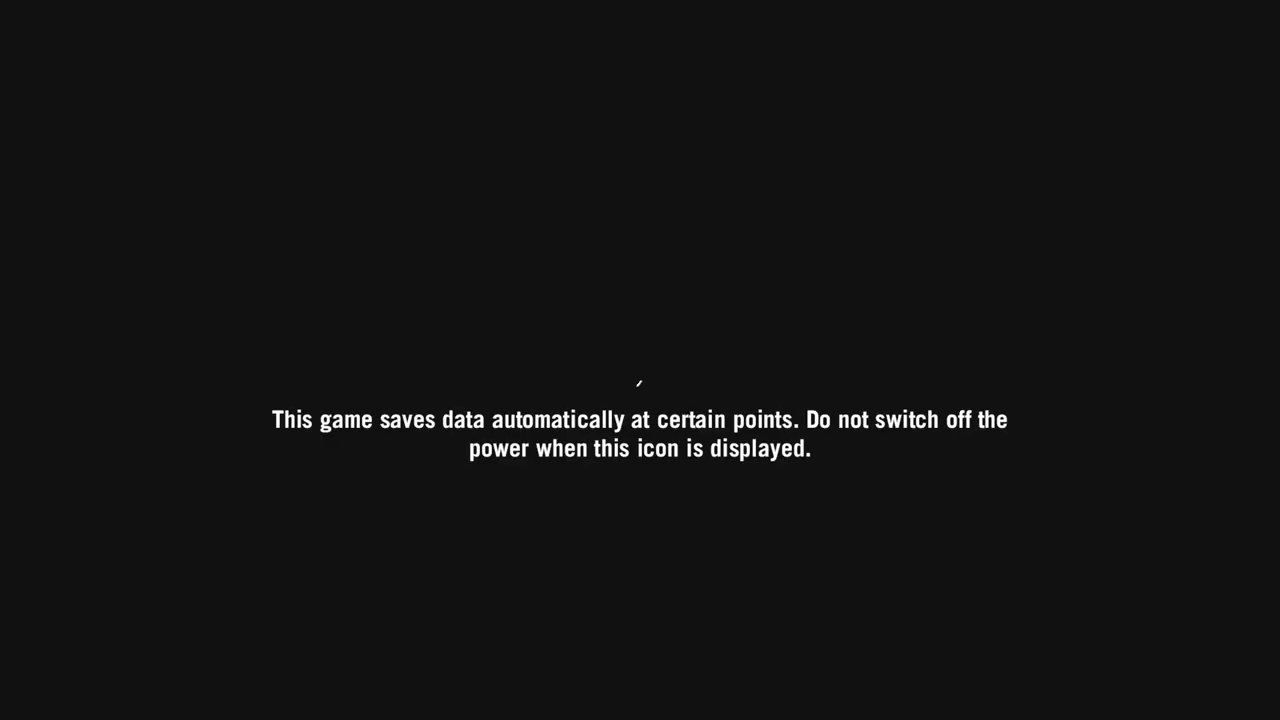 This game saves data automatically at certain points. Do not switch off the
power when this icon is displayed.